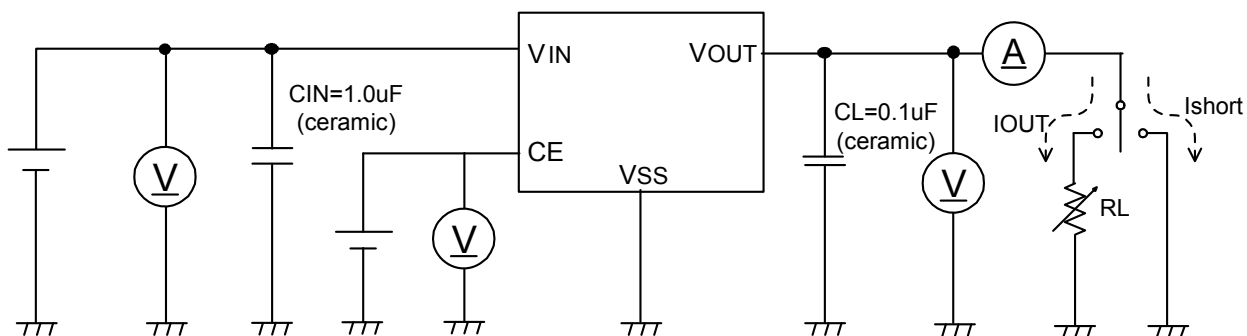 VIN
VOUT
CIN=1.0uF
(ceramic)
CL=0.1uF
(ceramic)
A
IOUT
Ishort
V
CE
VSS
V
V
RL